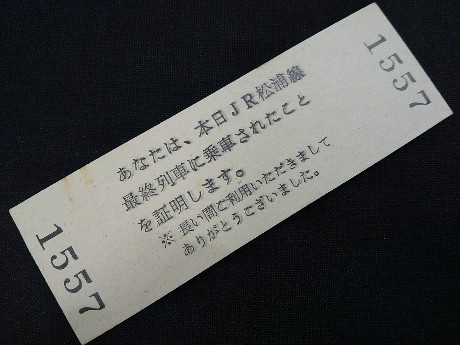 1557
あなたは、本日JR松浦線
最終列車に乗車されたこと
を証明します。
※ 長い間ご利用いただきまして
ありがとうございました。
1557